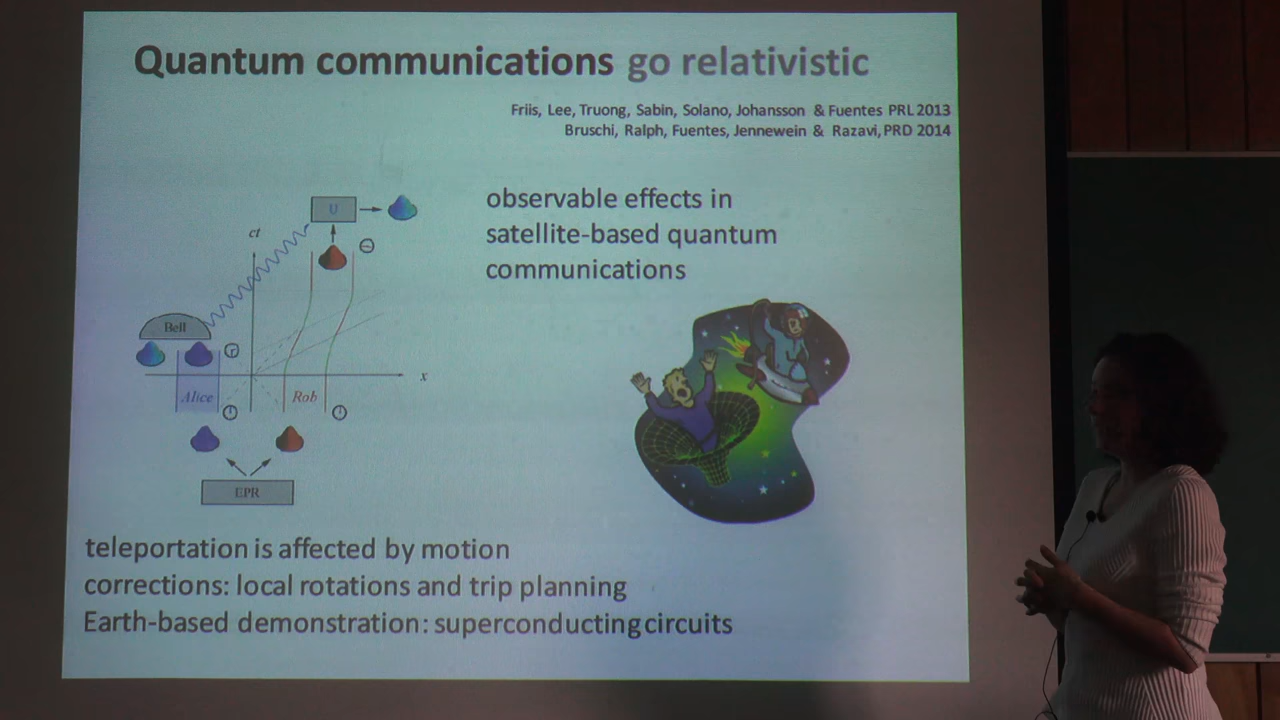 Quantum communications go relativistic
Friis, Lee, Truong, Sabin, Solano, Johansson & Fuentes PRL 2013
Bruschi, Ralph, Fuentes, Jennewein & Razavi, PRD 2014
observable effects in
satellite-based quantum
communications
U
ct
Bell
x
Alice
Rob
EPR
teleportation is affected by motion
corrections: local rotations and trip planning
Earth-based demonstration: superconducting circuits